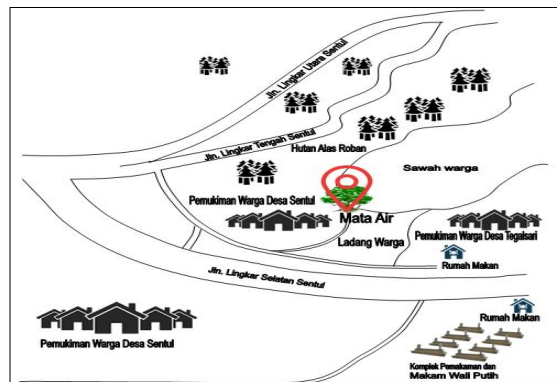 Jln. Lingkar Utara Sentul
Jln. Lingkar Tengah Sentul
Hutan Alas Roban
Sawah warga
Pemukiman Warga Desa Sentul
Mata Air
Ladang Warga
Pemukiman Warga Desa Tegalsari
Rumah Makan
Jln. Lingkar Selatan Sentul
Rumah Makan
Pemukiman Warga Desa Sentul
Komplek Pemakaman dan
Makam Wali Putih